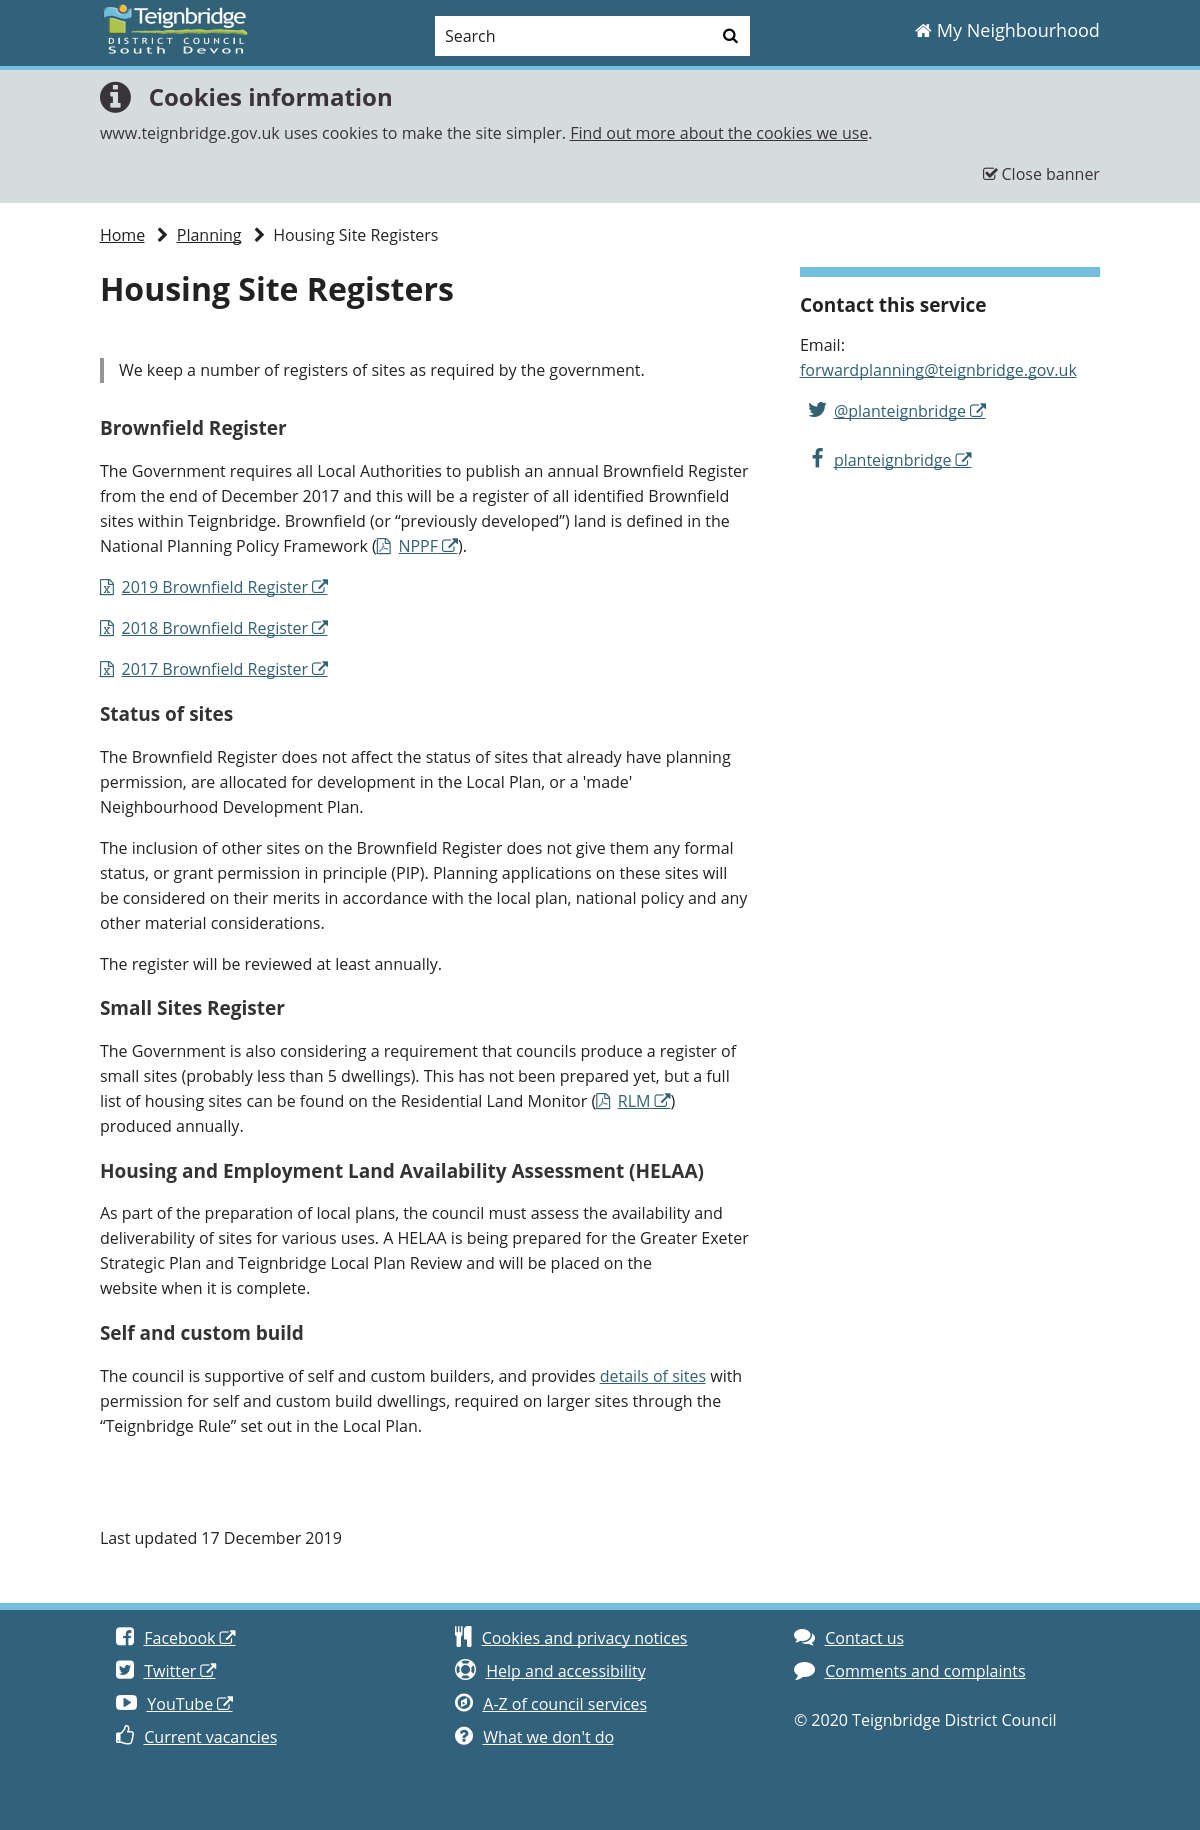 Teignbridge
DISTRICT COUNCIL
South Devon
Search
My Neighbourhood
Cookies information
www.teignbridge.gov.uk uses cookies to make the site simpler. Find out more about the cookies we use.
Close banner
Home Planning Housing Site Registers
Housing Site Registers
We keep a number of registers of sites as required by the government.
Brownfield Register
The Government requires all Local Authorities to publish an annual Brownfield Register
from the end of December 2017 and this will be a register of all identified Brownfield
sites within Teignbridge. Brownfield (or “previously developed”) land is defined in the
National Planning Policy Framework (NPPF).
2019 Brownfield Register
2018 Brownfield Register
2017 Brownfield Register
Status of sites
The Brownfield Register does not affect the status of sites that already have planning
permission, are allocated for development in the Local Plan, or a 'made'
Neighbourhood Development Plan.
The inclusion of other sites on the Brownfield Register does not give them any formal
status, or grant permission in principle (PIP). Planning applications on these sites will
be considered on their merits in accordance with the local plan, national policy and any
other material considerations.
The register will be reviewed at least annually.
Small Sites Register
The Government is also considering a requirement that councils produce a register of
small sites (probably less than 5 dwellings). This has not been prepared yet, but a full
list of housing sites can be found on the Residential Land Monitor (RLM)
produced annually.
Housing and Employment Land Availability Assessment (HELAA)
As part of the preparation of local plans, the council must assess the availability and
deliverability of sites for various uses. A HELAA is being prepared for the Greater Exeter
Strategic Plan and Teignbridge Local Plan Review and will be placed on the
website when it is complete.
Self and custom build
The council is supportive of self and custom builders, and provides details of sites with
permission for self and custom build dwellings, required on larger sites through the
“Teignbridge Rule” set out in the Local Plan.
Last updated 17 December 2019
Contact this service
Email:
forwardplanning@teignbridge.gov.uk
@planteignbridge
planteignbridge
Facebook
Twitter
YouTube
Current vacancies
Cookies and privacy notices
Help and accessibility
A-Z of council services
What we don't do
Contact us
Comments and complaints
© 2020 Teignbridge District Council